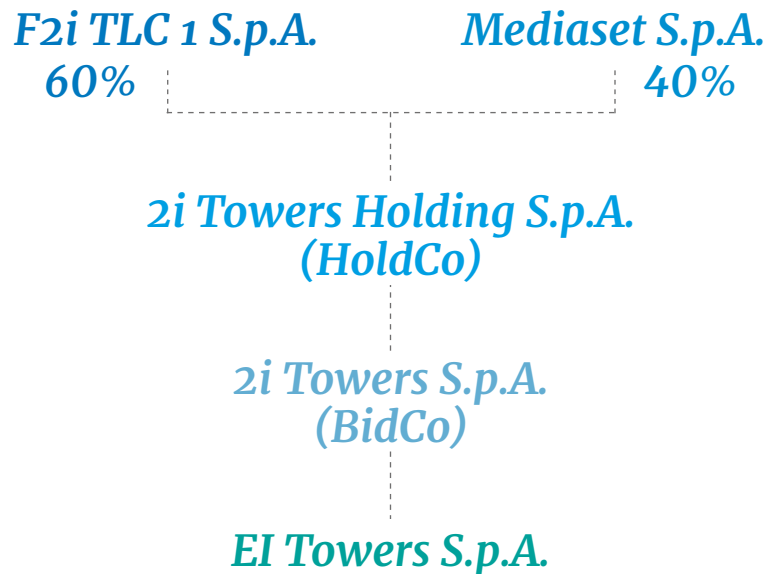 F2i TLC 1 S.p.A.
60%
Mediaset S.p.A.
40%
2i Towers Holding S.p.A.
(HoldCo)
2i Towers S.p.A.
(BidCo)
EI Towers S.p.A.